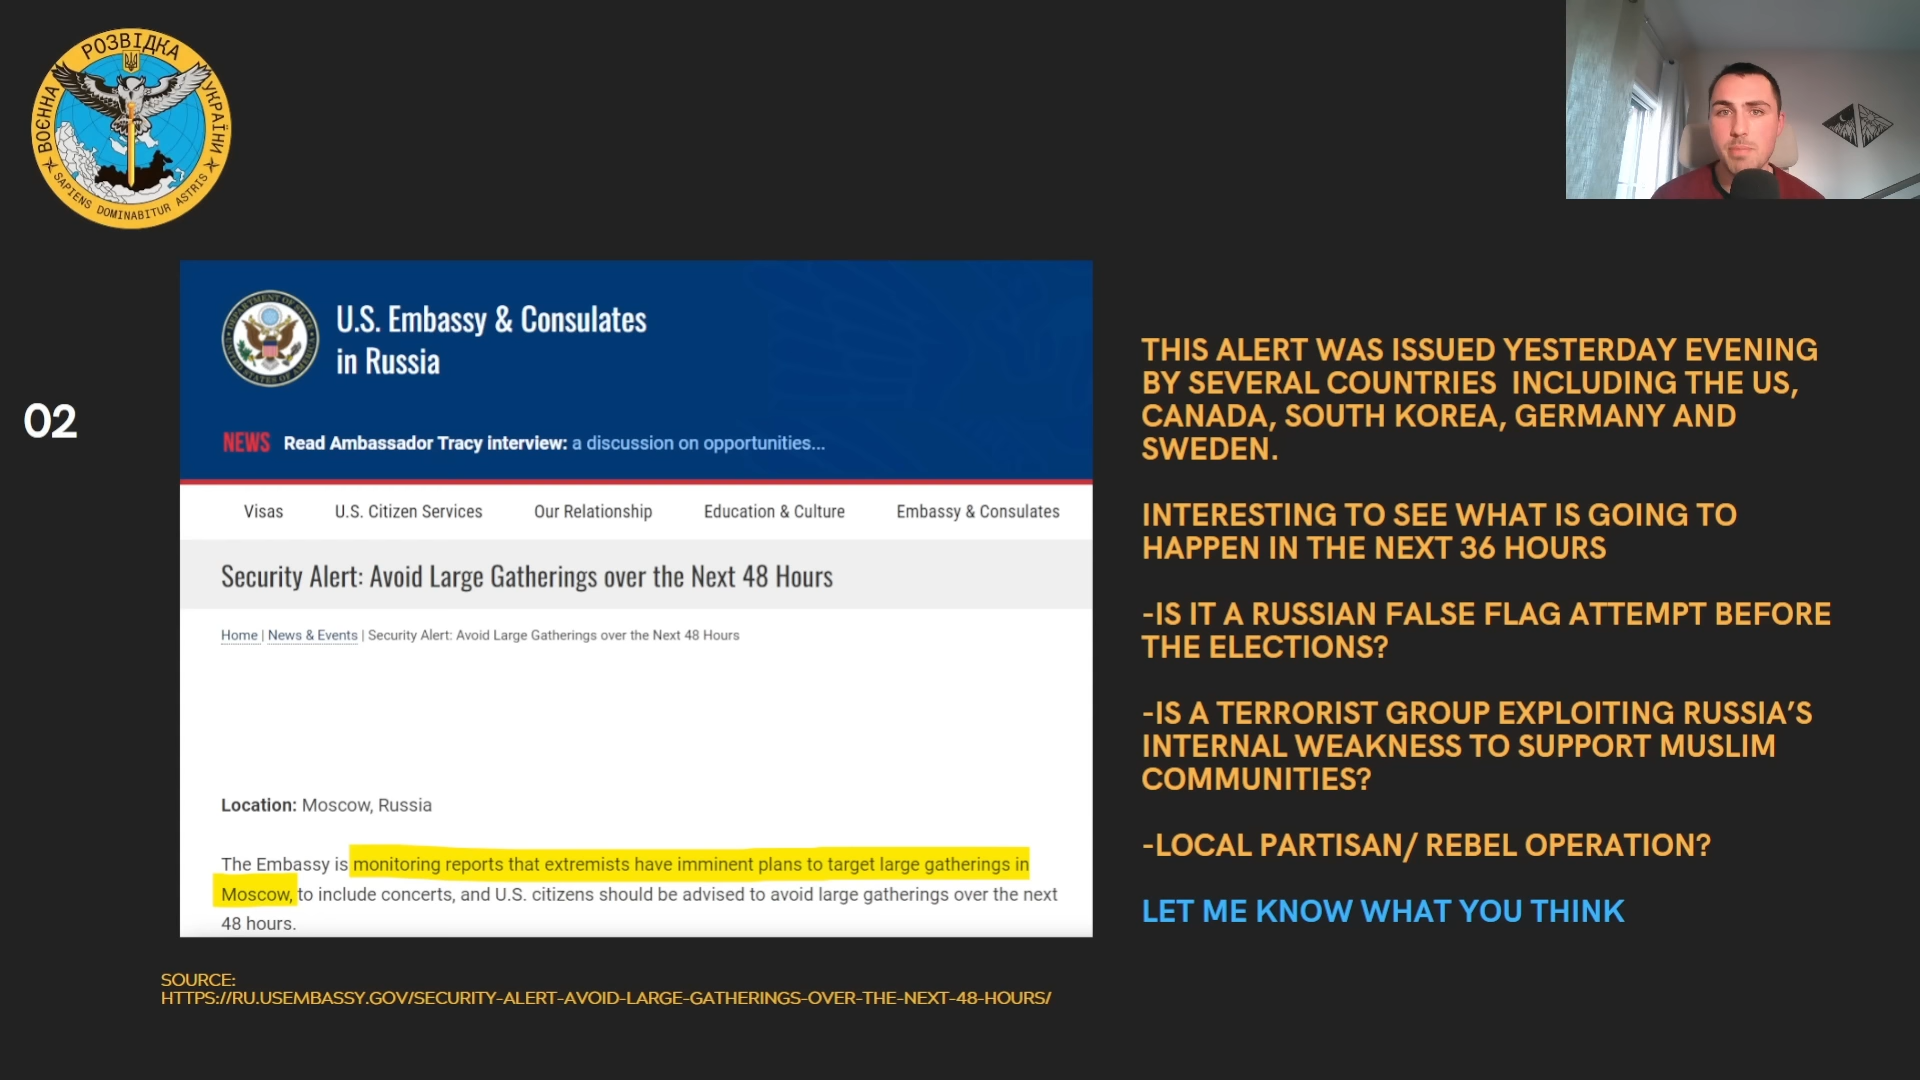 РОЗВІДКА
ВОЄННА
УКРАЇНИ
SAPIENS DOMINABITUR ASTRIS
02
U.S. Embassy & Consulates
in Russia
NEWS Read Ambassador Tracy interview: a discussion on opportunities...
Visas U.S. Citizen Services Our Relationship Education & Culture Embassy & Consulates
Security Alert: Avoid Large Gatherings over the Next 48 Hours
Home | News & Events | Security Alert: Avoid Large Gatherings over the Next 48 Hours
Location: Moscow, Russia
The Embassy is monitoring reports that extremists have imminent plans to target large gatherings in
Moscow, to include concerts, and U.S. citizens should be advised to avoid large gatherings over the next
48 hours.
SOURCE:
HTTPS://RU.USEMBASSY.GOV/SECURITY-ALERT-AVOID-LARGE-GATHERINGS-OVER-THE-NEXT-48-HOURS/
THIS ALERT WAS ISSUED YESTERDAY EVENING
BY SEVERAL COUNTRIES INCLUDING THE US,
CANADA, SOUTH KOREA, GERMANY AND
SWEDEN.
INTERESTING TO SEE WHAT IS GOING TO
HAPPEN IN THE NEXT 36 HOURS
-IS IT A RUSSIAN FALSE FLAG ATTEMPT BEFORE
THE ELECTIONS?
-IS A TERRORIST GROUP EXPLOITING RUSSIA'S
INTERNAL WEAKNESS TO SUPPORT MUSLIM
COMMUNITIES?
-LOCAL PARTISAN/ REBEL OPERATION?
LET ME KNOW WHAT YOU THINK